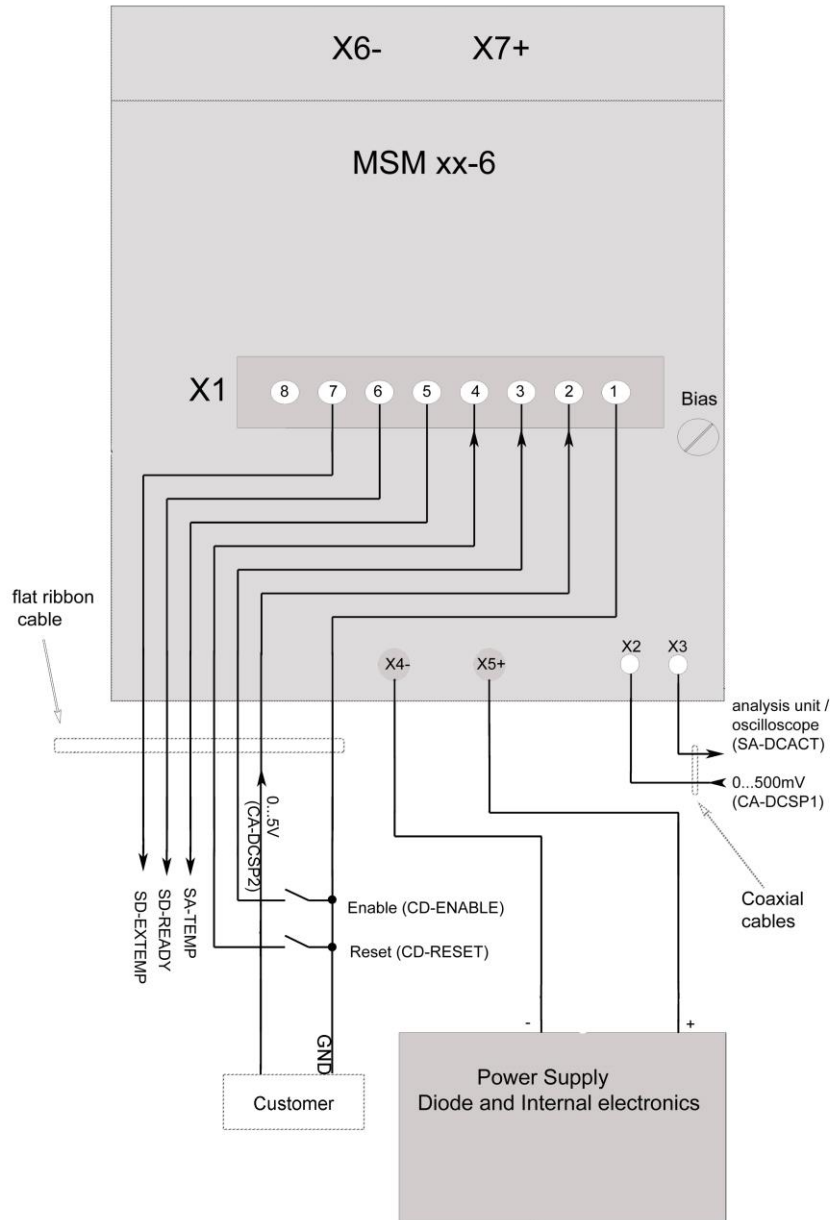 X6- X7+
MSM xx-6
X1
8 7 6 5 4 3 2 1
Bias
flat ribbon
cable
X4- X5+
X2 X3
analysis unit /
oscilloscope
(SA-DCACT)
0...500mV
(CA-DCSP1)
Coaxial
cables
0...5V
(CA-DCSP2)
SD-EXTEMP
SD-READY
SA-TEMP
Enable (CD-ENABLE)
Reset (CD-RESET)
GND
Customer
- +
Power Supply
Diode and Internal electronics